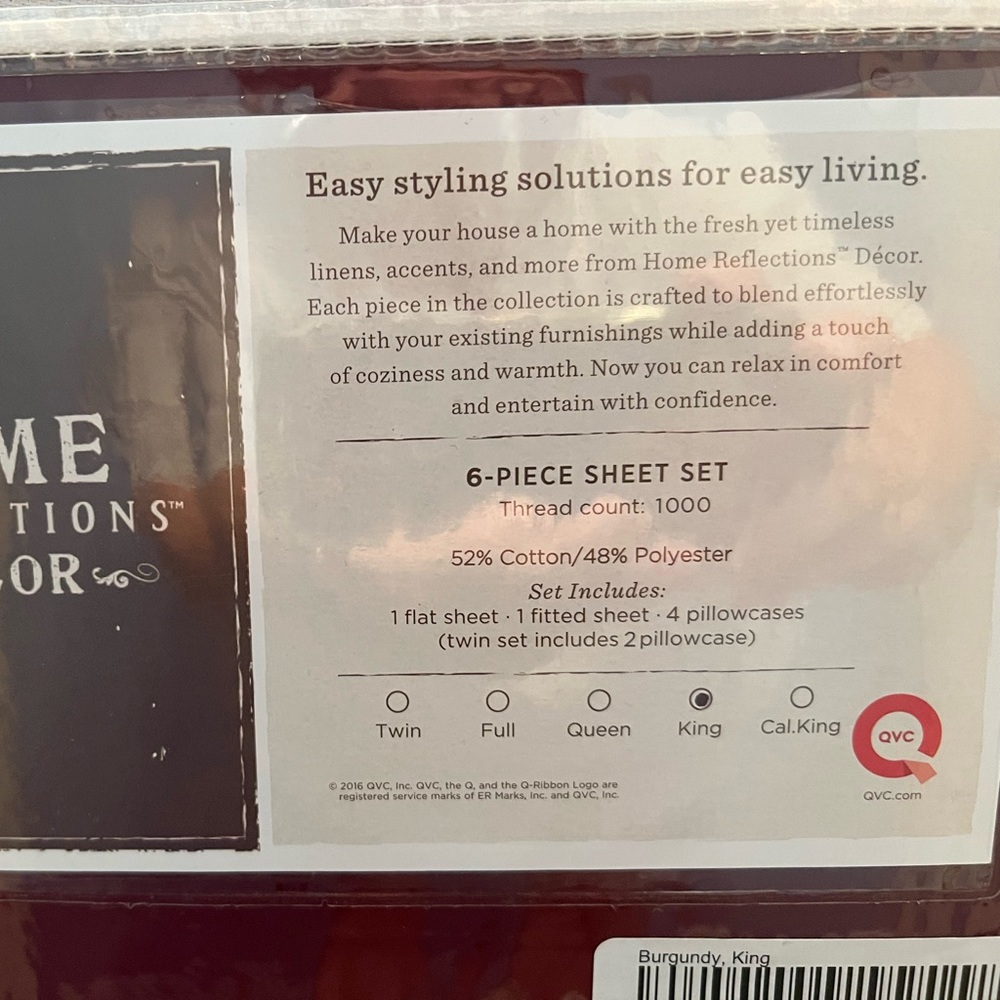 ME
TIONS™
OR
Easy styling solutions for easy living.
Make your house a home with the fresh yet timeless
linens, accents, and more from Home Reflections™ Décor.
Each piece in the collection is crafted to blend effortlessly
with your existing furnishings while adding a touch
of coziness and warmth. Now you can relax in comfort
and entertain with confidence.
6-PIECE SHEET SET
Thread count: 1000
52% Cotton/48% Polyester
Set Includes:
1 flat sheet · 1 fitted sheet · 4 pillowcases
(twin set includes 2 pillowcase)
Twin Full Queen King Cal.King
QVC
QVC.com
© 2016 QVC, Inc. QVC, the Q, and the Q-Ribbon Logo are
registered service marks of ER Marks, Inc. and QVC, Inc.
Burgundy, King